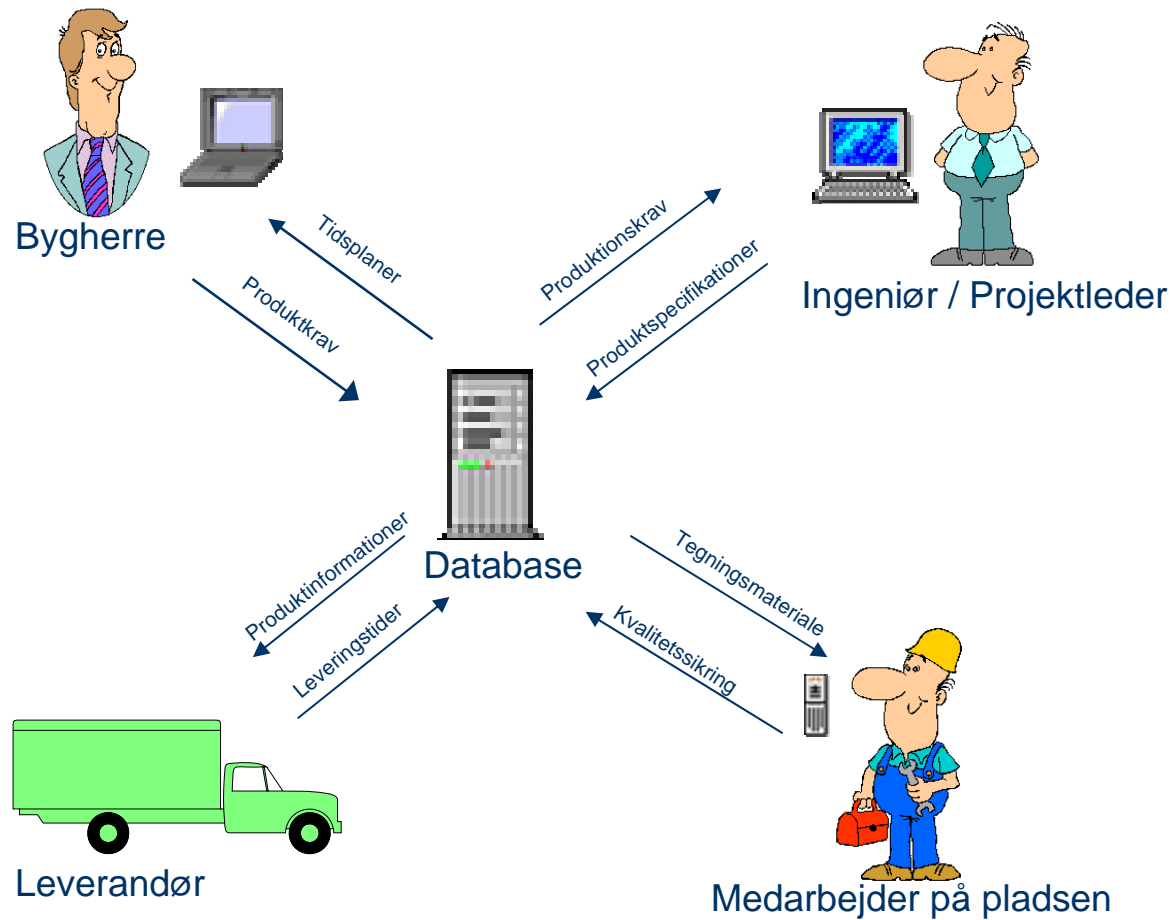 Bygherre
Tidsplaner
Produktkrav
Produktionskrav
Produktspecifikationer
Ingeniør / Projektleder
Database
Produktinformationer
Leveringstider
Tegningsmateriale
Kvalitetssikring
Leverandør
Medarbejder på pladsen